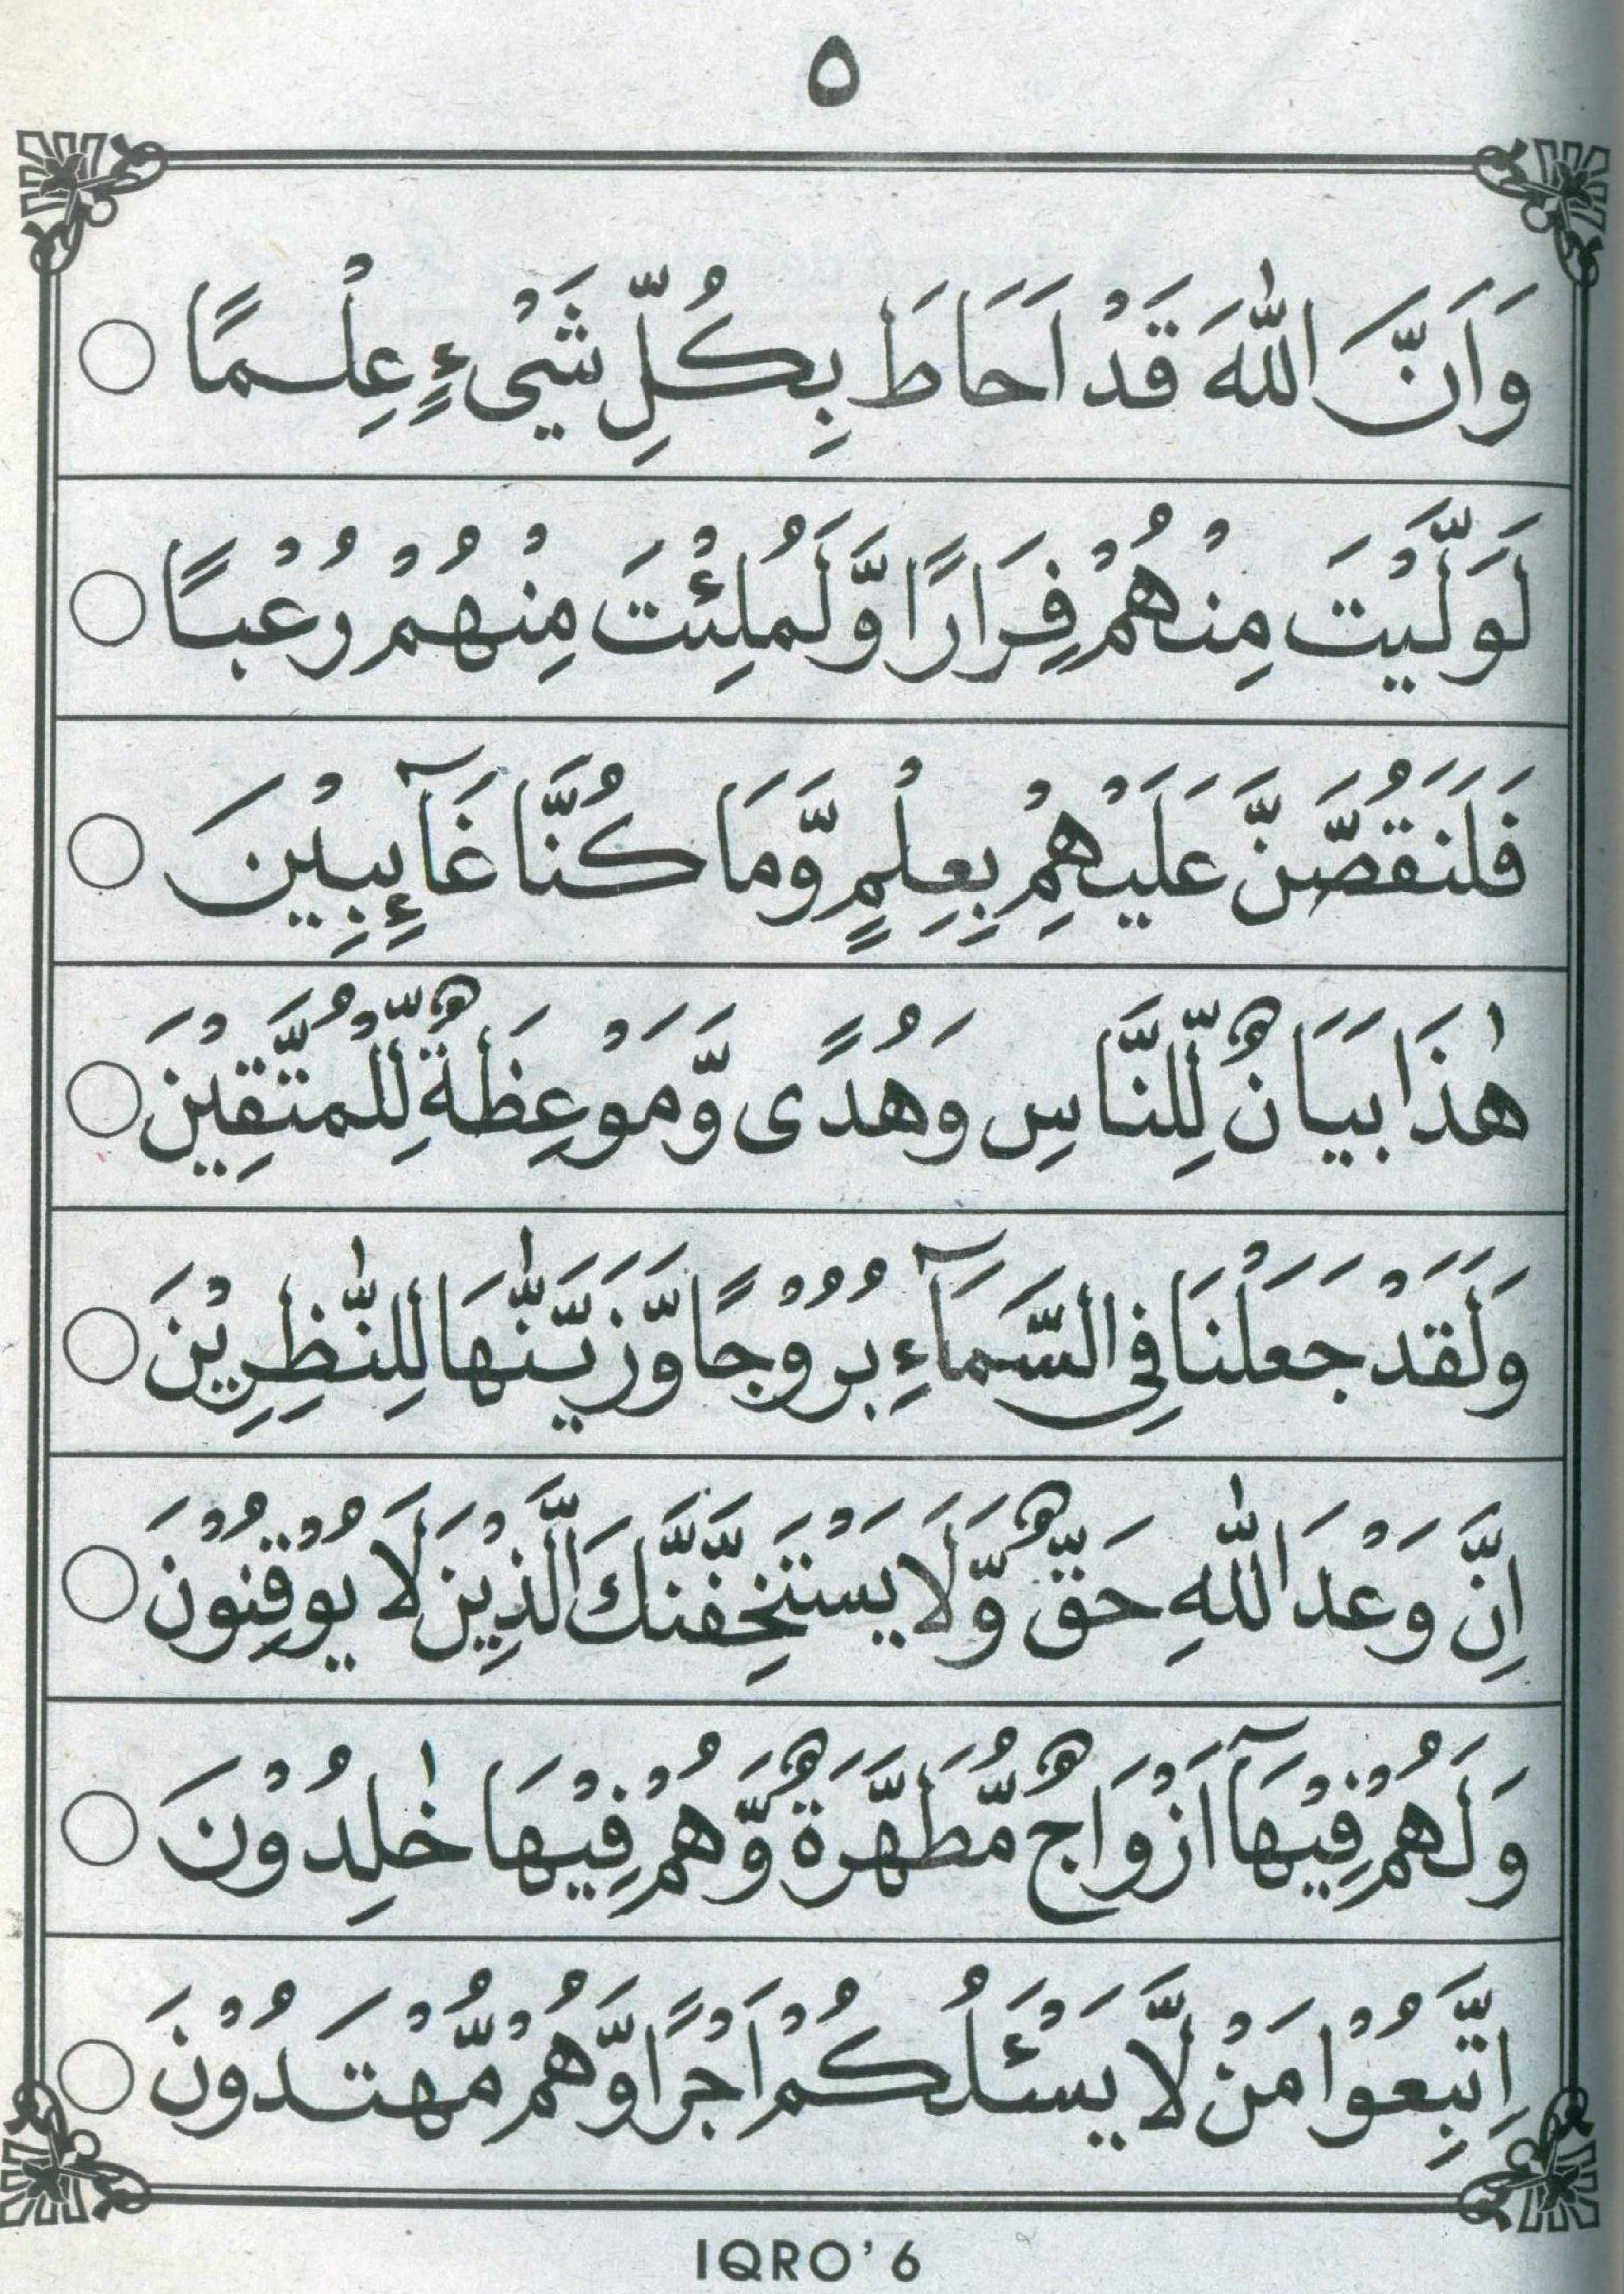 ٥
وَاَنَّ اللّٰهَ قَدْ اَحَاطَ بِكُلِّ شَيْءٍ عِلْمًا ○
لَوَلَّيْتَ مِنْهُمْ فِرَارًا وَّلَمُلِئْتَ مِنْهُمْ رُعْبًا ○
فَلَنَقُصَّنَّ عَلَيْهِمْ بِعِلْمٍ وَّمَا كُنَّا غَآئِبِيْنَ ○
هٰذَا بَيَانٌ لِّلنَّاسِ وَهُدًى وَّمَوْعِظَةٌ لِّلْمُتَّقِيْنَ ○
وَلَقَدْ جَعَلْنَا فِى السَّمَآءِ بُرُوْجًا وَّزَيَّنّٰهَا لِلنّٰظِرِيْنَ ○
اِنَّ وَعْدَ اللّٰهِ حَقٌّ وَّلَا يَسْتَخِفَّنَّكَ الَّذِيْنَ لَا يُوْقِنُوْنَ ○
وَلَهُمْ فِيْهَآ اَزْوَاجٌ مُّطَهَّرَةٌ وَّهُمْ فِيْهَا خٰلِدُوْنَ ○
اِتَّبِعُوْا مَنْ لَّا يَسْـَٔلُكُمْ اَجْرًا وَّهُمْ مُّهْتَدُوْنَ ○
IQRO'6